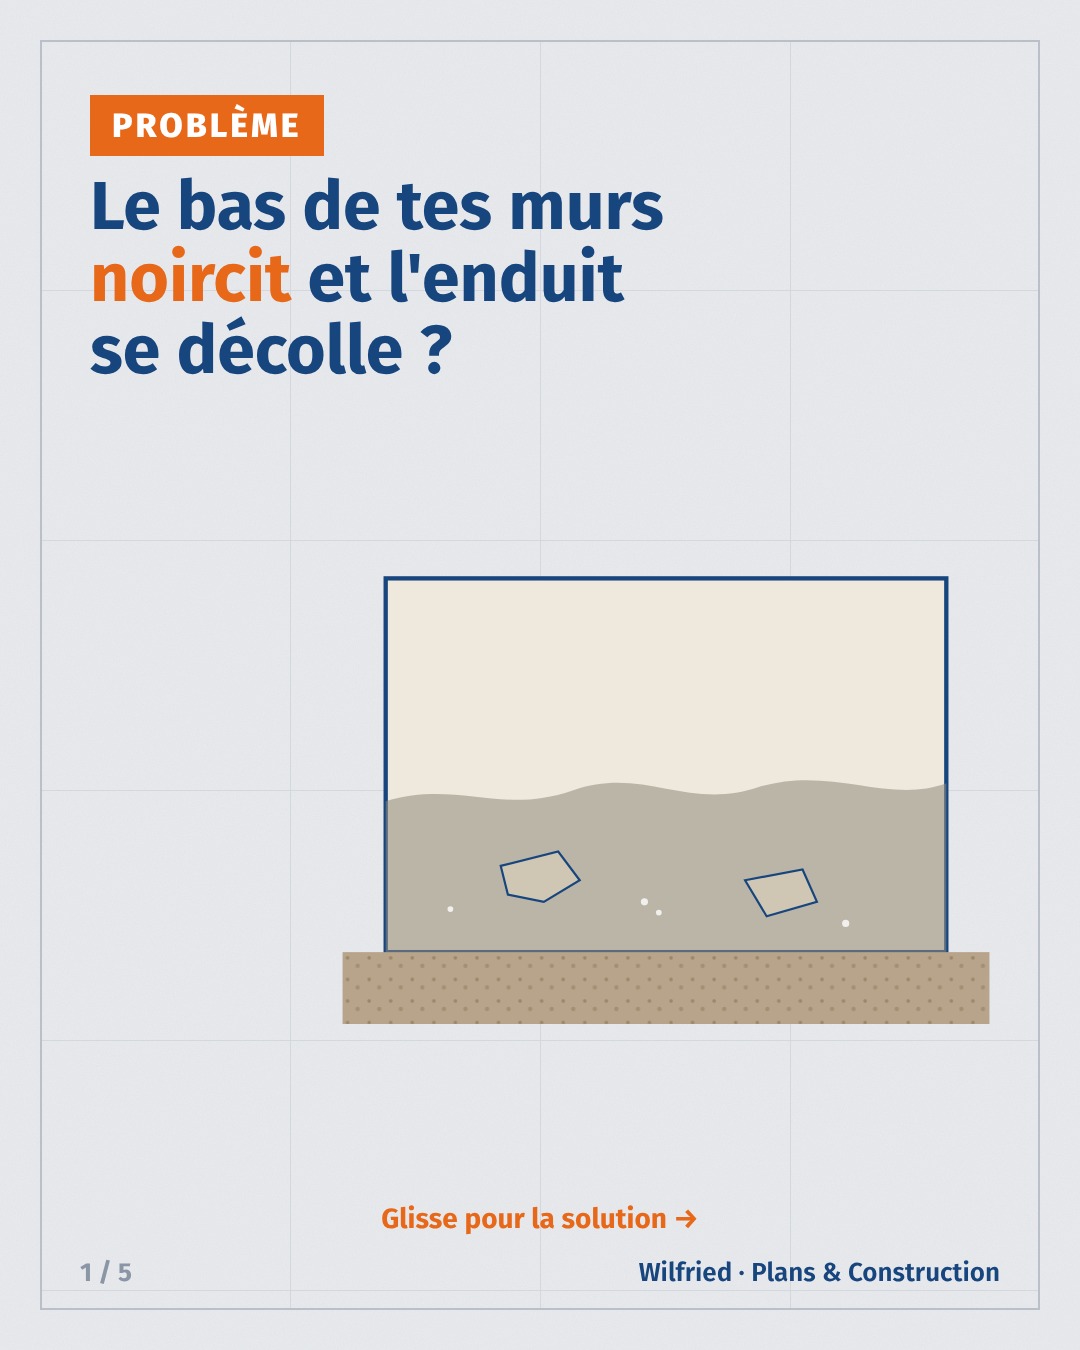 PROBLÈME
Le bas de tes murs
noircit et l'enduit
se décolle ?
Glisse pour la solution →
1 / 5
Wilfried · Plans & Construction